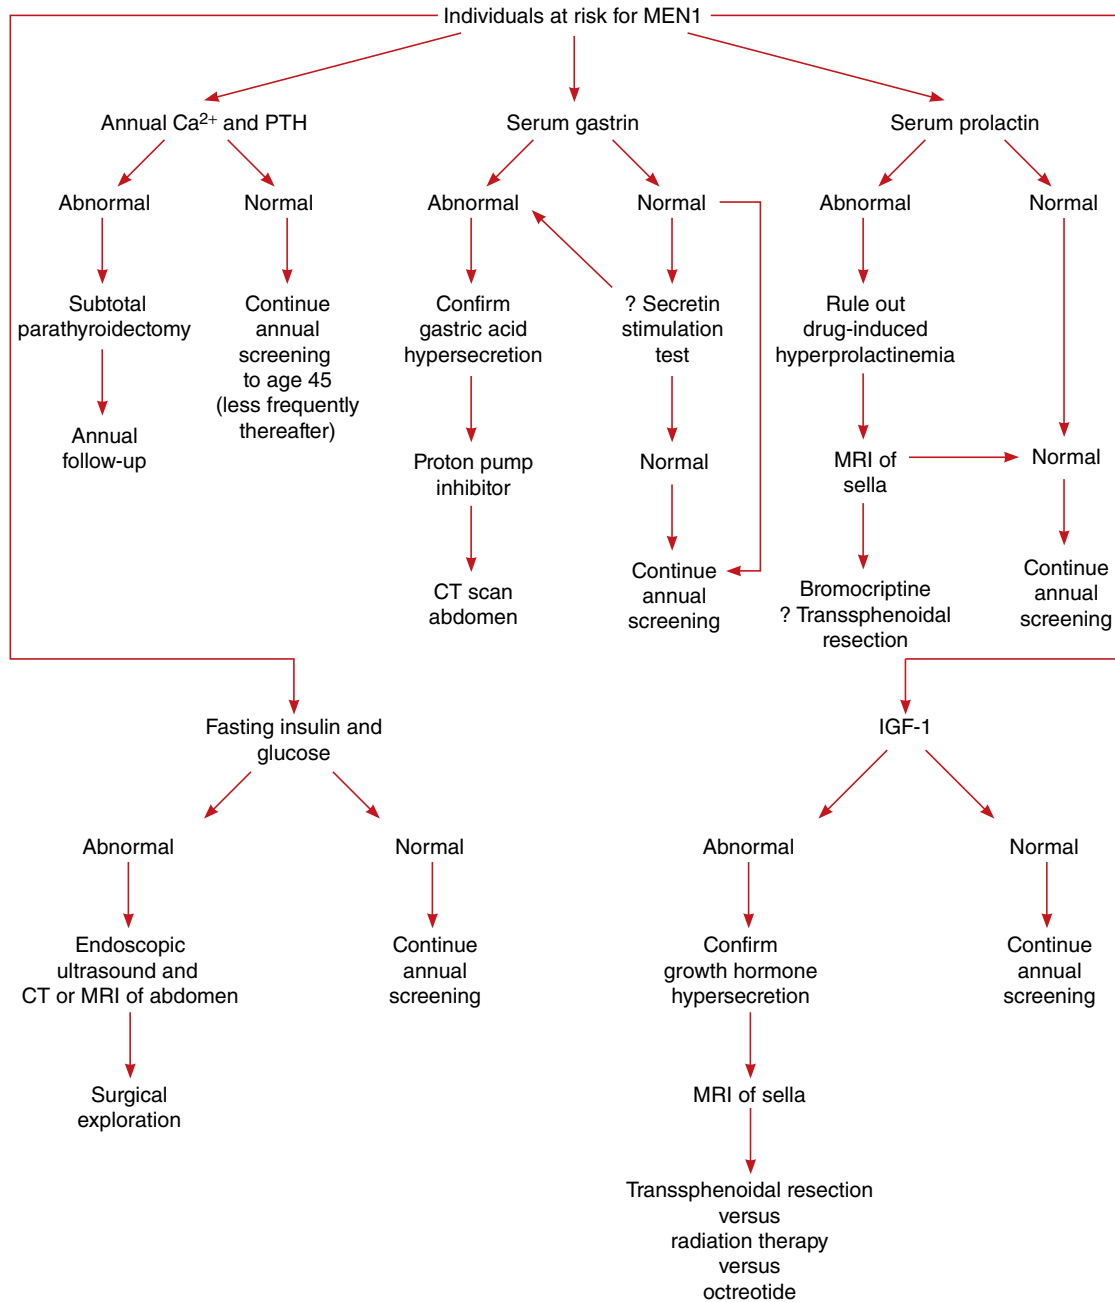 Individuals at risk for MEN1
Annual Ca²⁺ and PTH
Abnormal
Subtotal
parathyroidectomy
Annual
follow-up
Normal
Continue
annual
screening
to age 45
(less frequently
thereafter)
Serum gastrin
Abnormal
Confirm
gastric acid
hypersecretion
Proton pump
inhibitor
CT scan
abdomen
Normal
? Secretin
stimulation
test
Normal
Continue
annual
screening
Serum prolactin
Abnormal
Rule out
drug-induced
hyperprolactinemia
MRI of
sella
Bromocriptine
? Transsphenoidal
resection
Normal
Normal
Continue
annual
screening
Fasting insulin and
glucose
Abnormal
Endoscopic
ultrasound and
CT or MRI of abdomen
Surgical
exploration
Normal
Continue
annual
screening
IGF-1
Abnormal
Confirm
growth hormone
hypersecretion
MRI of sella
Transsphenoidal resection
versus
radiation therapy
versus
octreotide
Normal
Continue
annual
screening